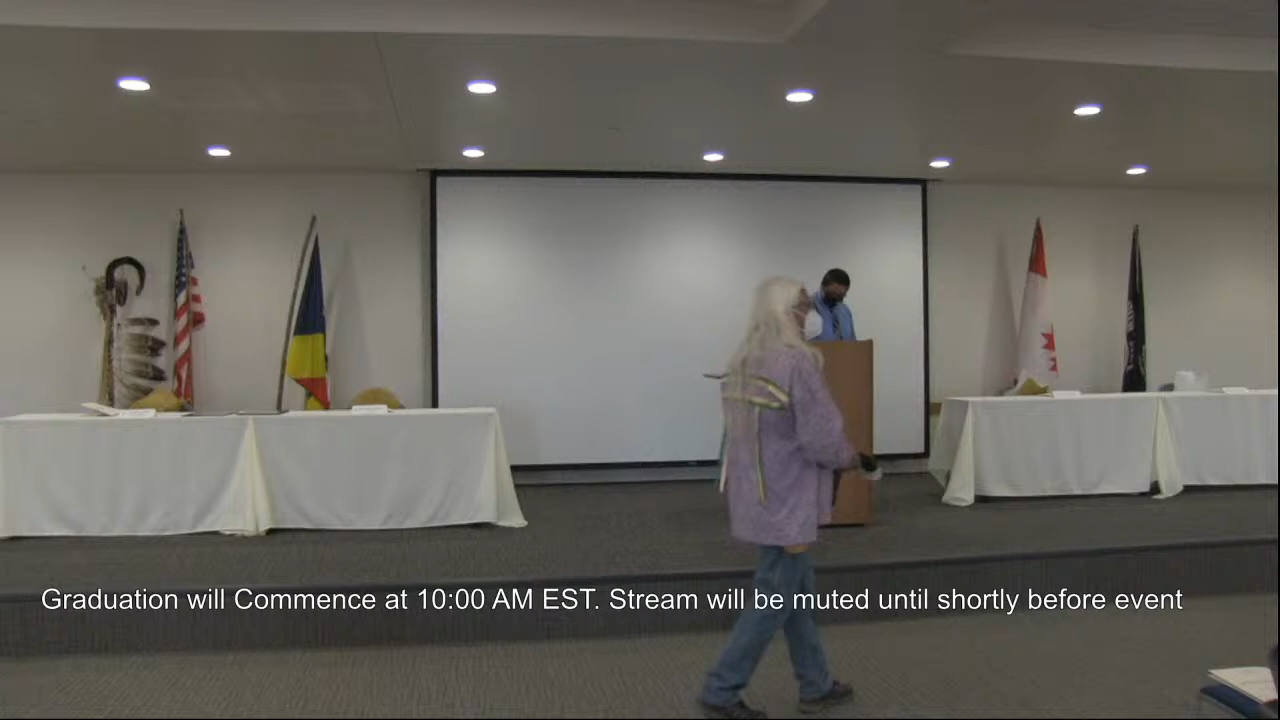 Graduation will Commence at 10:00 AM EST. Stream will be muted until shortly before event